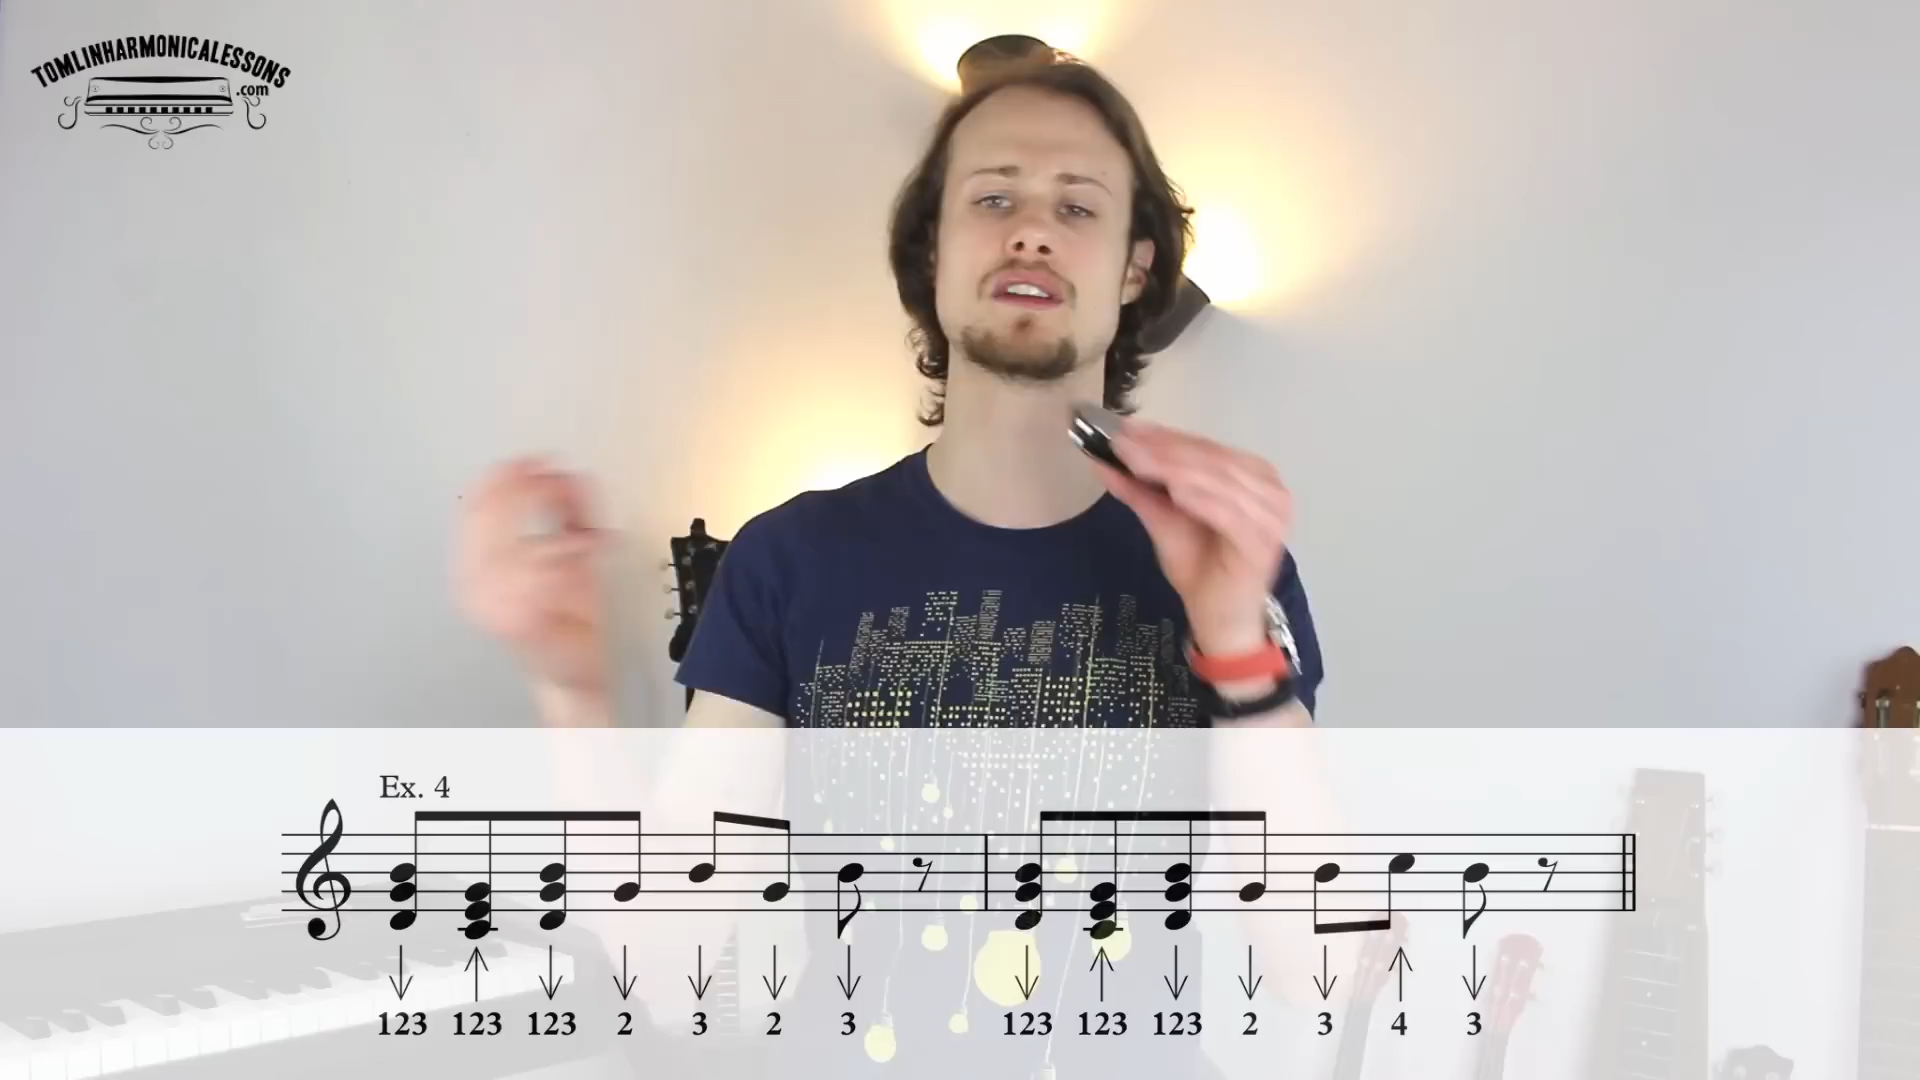 TOMLINHARMONICALESSONS
.com
Ex. 4
↓ ↑ ↓ ↓ ↓ ↓ ↓ ↓ ↑ ↓ ↓ ↓ ↑ ↓
123 123 123 2 3 2 3 123 123 123 2 3 4 3